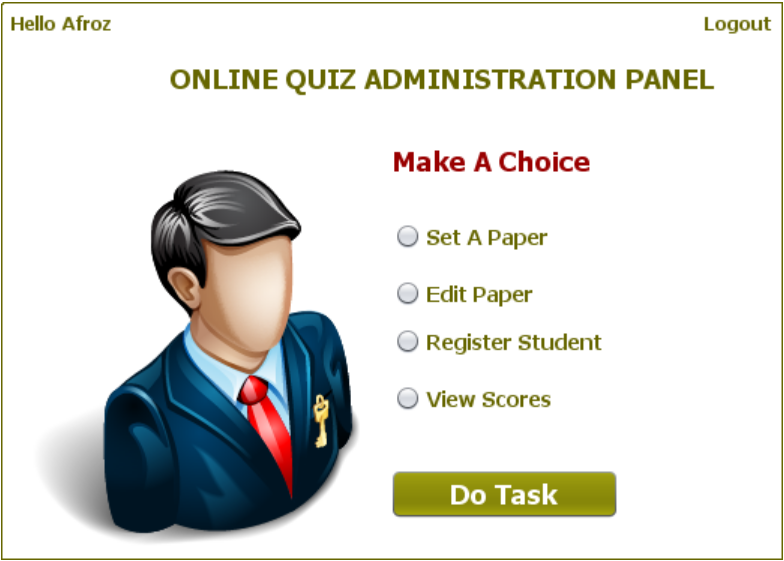 Hello Afroz
Logout
ONLINE QUIZ ADMINISTRATION PANEL
Make A Choice
Set A Paper
Edit Paper
Register Student
View Scores
Do Task